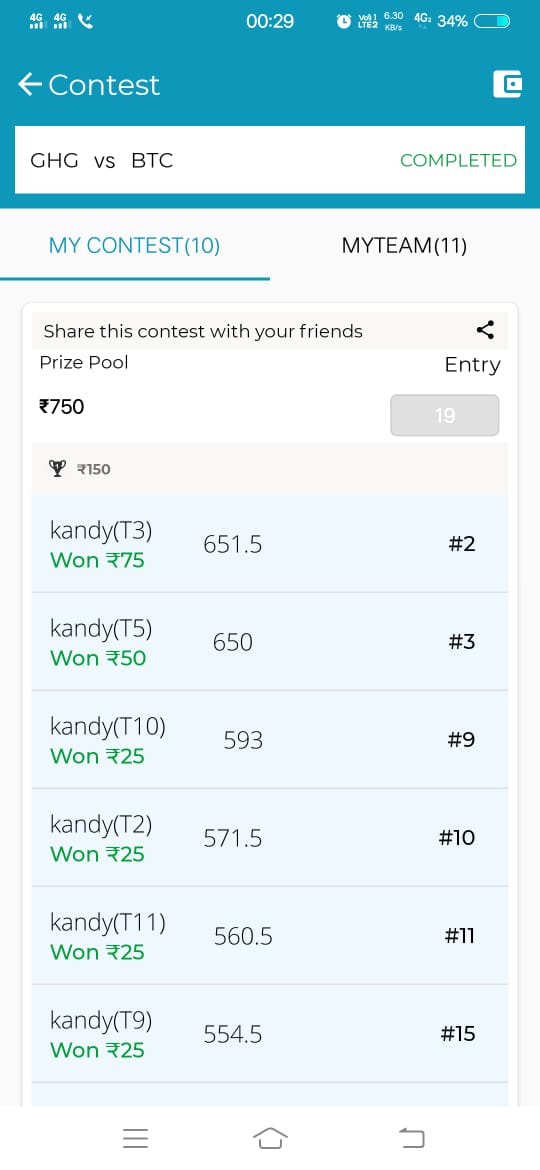 4G 4G 00:29 Vo)) 1 LTE2 6.30 KB/s 4G2 34%
Contest
GHG vs BTC COMPLETED
MY CONTEST(10) MYTEAM(11)
Share this contest with your friends
Prize Pool Entry
₹750 19
₹150
kandy(T3) 651.5 #2
Won ₹75
kandy(T5) 650 #3
Won ₹50
kandy(T10) 593 #9
Won ₹25
kandy(T2) 571.5 #10
Won ₹25
kandy(T11) 560.5 #11
Won ₹25
kandy(T9) 554.5 #15
Won ₹25